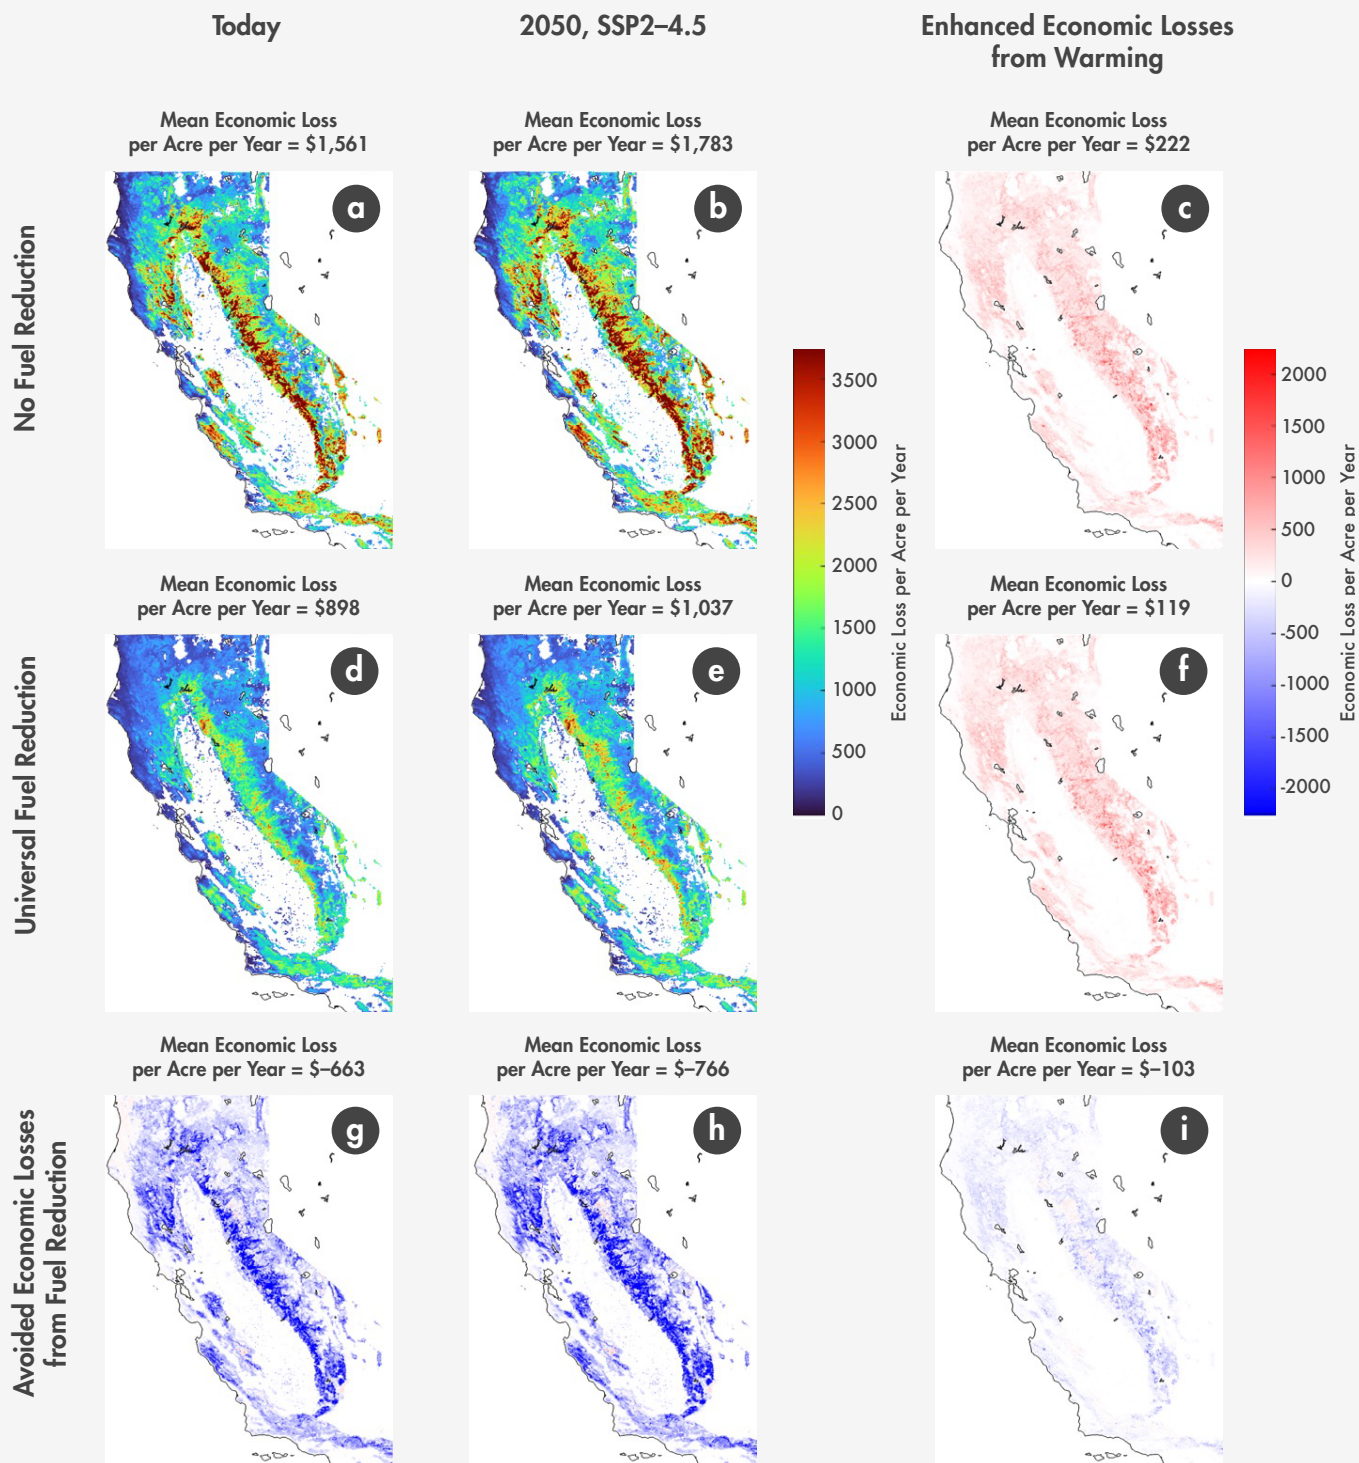 Today
2050, SSP2–4.5
Enhanced Economic Losses
from Warming
No Fuel Reduction
Mean Economic Loss
per Acre per Year = $1,561
a
Mean Economic Loss
per Acre per Year = $1,783
b
Mean Economic Loss
per Acre per Year = $222
c
3500
3000
2500
2000
1500
1000
500
0
Economic Loss per Acre per Year
2000
1500
1000
500
0
-500
-1000
-1500
-2000
Economic Loss per Acre per Year
Universal Fuel Reduction
Mean Economic Loss
per Acre per Year = $898
d
Mean Economic Loss
per Acre per Year = $1,037
e
Mean Economic Loss
per Acre per Year = $119
f
Avoided Economic Losses
from Fuel Reduction
Mean Economic Loss
per Acre per Year = $–663
g
Mean Economic Loss
per Acre per Year = $–766
h
Mean Economic Loss
per Acre per Year = $–103
i